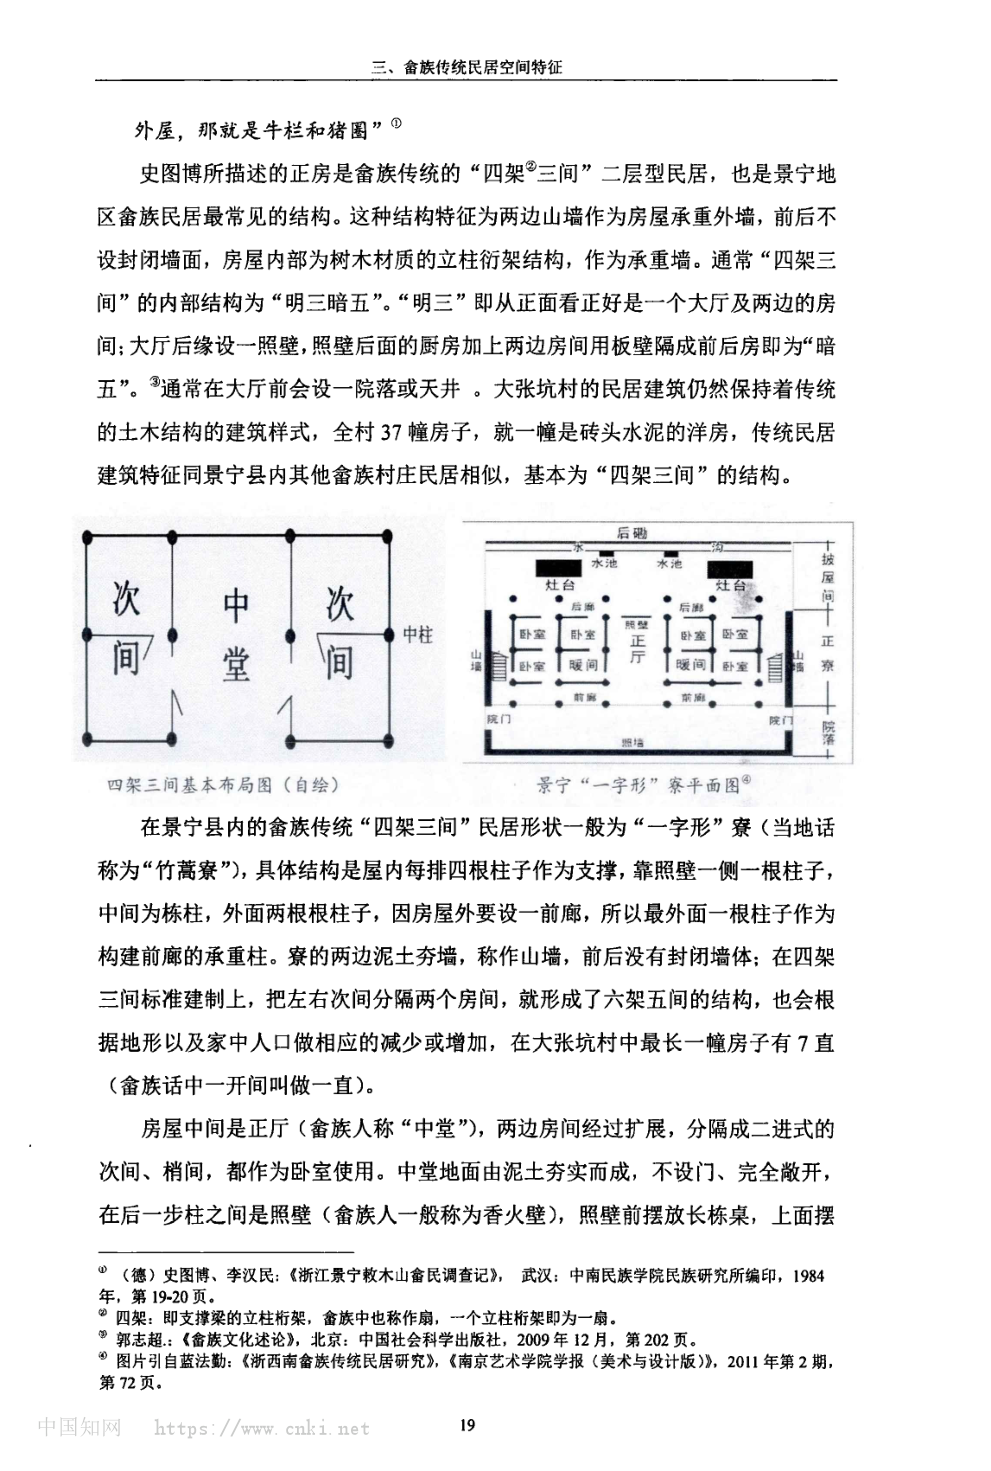 三、畲族传统民居空间特征
外屋，那就是牛栏和猪圈”①
史图博所描述的正房是畲族传统的“四架②三间”二层型民居，也是景宁地
区畲族民居最常见的结构。这种结构特征为两边山墙作为房屋承重外墙，前后不
设封闭墙面，房屋内部为树木材质的立柱衍架结构，作为承重墙。通常“四架三
间”的内部结构为“明三暗五”。“明三”即从正面看正好是一个大厅及两边的房
间；大厅后缘设一照壁，照壁后面的厨房加上两边房间用板壁隔成前后房即为“暗
五”。③通常在大厅前会设一院落或天井 。大张坑村的民居建筑仍然保持着传统
的土木结构的建筑样式，全村 37 幢房子，就一幢是砖头水泥的洋房，传统民居
建筑特征同景宁县内其他畲族村庄民居相似，基本为“四架三间”的结构。
次间
中堂
次间
中柱
后磡
水 沟
水池 水池
灶台 灶台
后廊 后廊
照壁
卧室 卧室 正厅 卧室 卧室
卧室 暖间 暖间 卧室
山墙 山墙
前廊 前廊
院门 院门
照墙
披屋间
正寮
院落
四架三间基本布局图（自绘）
景宁“一字形”寮平面图④
在景宁县内的畲族传统“四架三间”民居形状一般为“一字形”寮（当地话
称为“竹蒿寮”），具体结构是屋内每排四根柱子作为支撑，靠照壁一侧一根柱子，
中间为栋柱，外面两根根柱子，因房屋外要设一前廊，所以最外面一根柱子作为
构建前廊的承重柱。寮的两边泥土夯墙，称作山墙，前后没有封闭墙体；在四架
三间标准建制上，把左右次间分隔两个房间，就形成了六架五间的结构，也会根
据地形以及家中人口做相应的减少或增加，在大张坑村中最长一幢房子有 7 直
（畲族话中一开间叫做一直）。
房屋中间是正厅（畲族人称“中堂”），两边房间经过扩展，分隔成二进式的
次间、梢间，都作为卧室使用。中堂地面由泥土夯实而成，不设门、完全敞开，
在后一步柱之间是照壁（畲族人一般称为香火壁），照壁前摆放长栋桌，上面摆
① （德）史图博、李汉民：《浙江景宁敕木山畲民调查记》， 武汉：中南民族学院民族研究所编印，1984
年，第 19-20 页。
② 四架：即支撑梁的立柱桁架，畲族中也称作扇，一个立柱桁架即为一扇。
③ 郭志超.：《畲族文化述论》，北京：中国社会科学出版社，2009 年 12 月，第 202 页。
④ 图片引自蓝法勤：《浙西南畲族传统民居研究》，《南京艺术学院学报（美术与设计版）》，2011 年第 2 期，
第 72 页。
中国知网 https://www.cnki.net
19